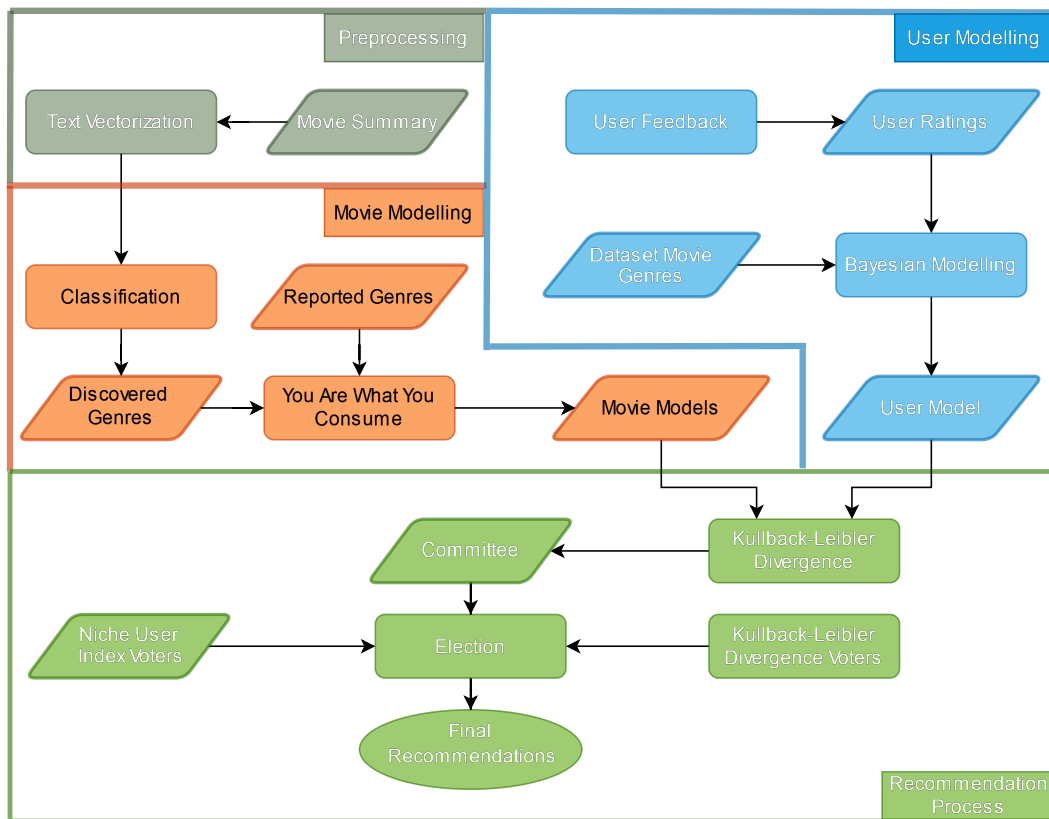 Preprocessing
User Modelling
Text Vectorization
Movie Summary
User Feedback
User Ratings
Movie Modelling
Dataset Movie
Genres
Bayesian Modelling
Classification
Reported Genres
Discovered
Genres
You Are What You
Consume
Movie Models
User Model
Committee
Kullback-Leibler
Divergence
Niche User
Index Voters
Election
Kullback-Leibler
Divergence Voters
Final
Recommendations
Recommendation
Process